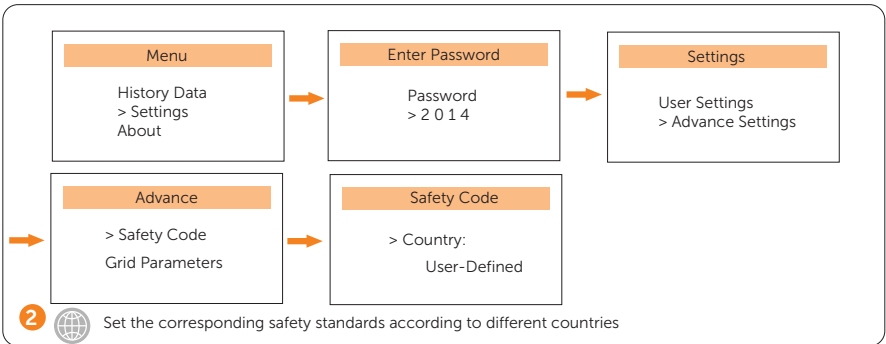 Menu
History Data
> Settings
About
Enter Password
Password
> 2 0 1 4
Settings
User Settings
> Advance Settings
Advance
> Safety Code
Grid Parameters
Safety Code
> Country:
User-Defined
2
Set the corresponding safety standards according to different countries